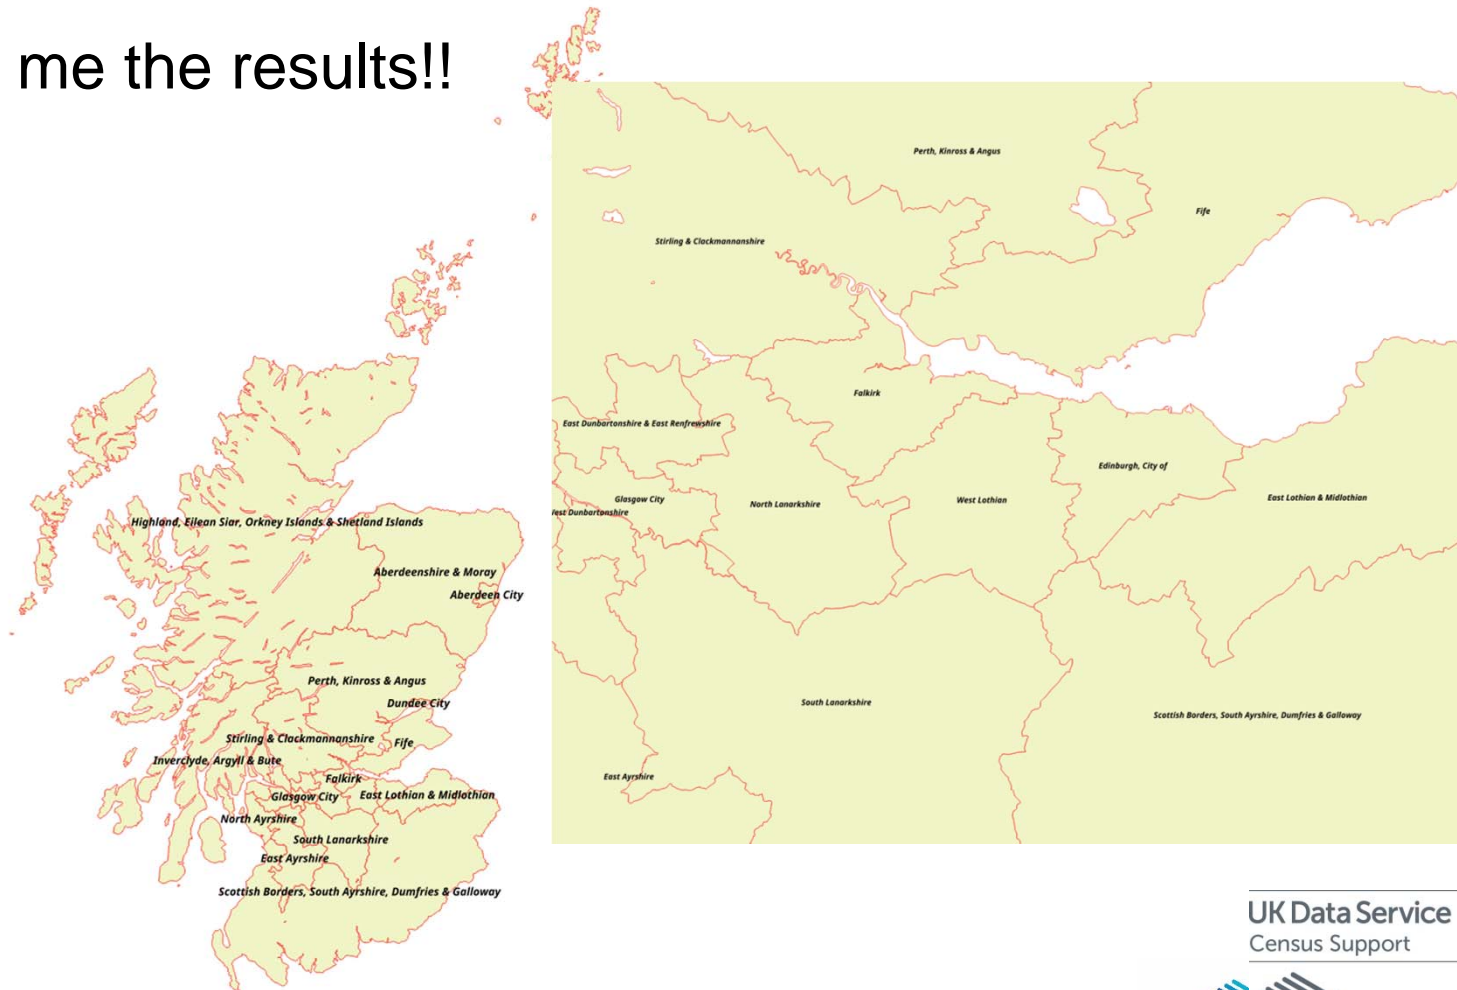 me the results!!
Perth, Kinross & Angus
Fife
Stirling & Clackmannanshire
Falkirk
East Dunbartonshire & East Renfrewshire
Edinburgh, City of
Glasgow City
North Lanarkshire
West Lothian
East Lothian & Midlothian
est Dunbartonshire
South Lanarkshire
Scottish Borders, South Ayrshire, Dumfries & Galloway
East Ayrshire
Highland, Eilean Siar, Orkney Islands & Shetland Islands
Aberdeenshire & Moray
Aberdeen City
Perth, Kinross & Angus
Dundee City
Stirling & Clackmannanshire
Fife
Inverclyde, Argyll & Bute
Falkirk
Glasgow City
East Lothian & Midlothian
North Ayrshire
South Lanarkshire
East Ayrshire
Scottish Borders, South Ayrshire, Dumfries & Galloway
UK Data Service
Census Support